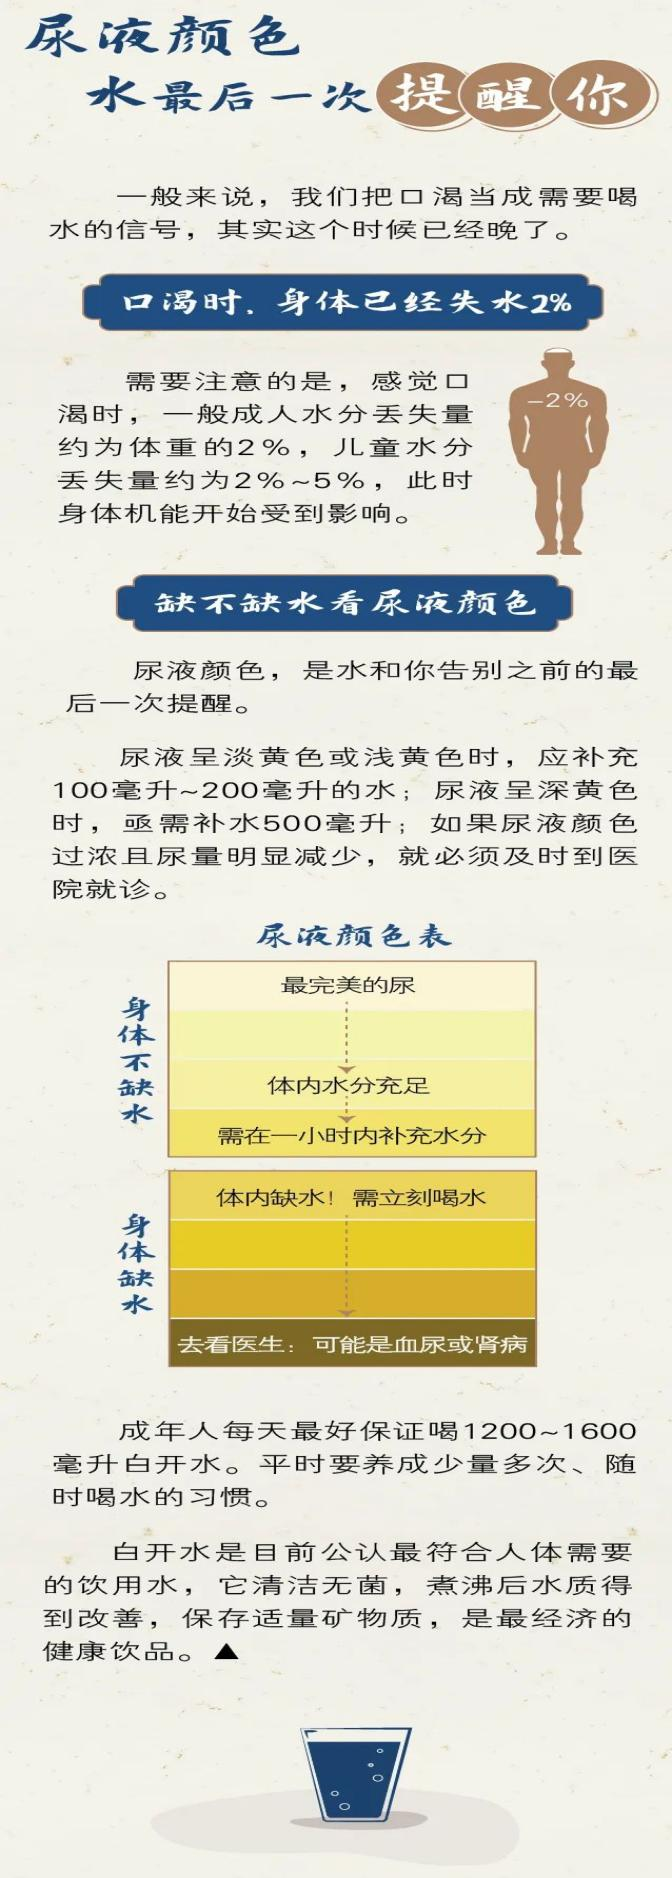 尿液颜色
水最后一次提醒你
一般来说，我们把口渴当成需要喝
水的信号，其实这个时候已经晚了。
口渴时，身体已经失水2%
需要注意的是，感觉口
渴时，一般成人水分丢失量
约为体重的2%，儿童水分
丢失量约为2%~5%，此时
身体机能开始受到影响。
-2%
缺不缺水看尿液颜色
尿液颜色，是水和你告别之前的最
后一次提醒。
尿液呈淡黄色或浅黄色时，应补充
100毫升~200毫升的水；尿液呈深黄色
时，亟需补水500毫升；如果尿液颜色
过浓且尿量明显减少，就必须及时到医
院就诊。
尿液颜色表
身体不缺水
最完美的尿
体内水分充足
需在一小时内补充水分
身体缺水
体内缺水！需立刻喝水
去看医生：可能是血尿或肾病
成年人每天最好保证喝1200~1600
毫升白开水。平时要养成少量多次、随
时喝水的习惯。
白开水是目前公认最符合人体需要
的饮用水，它清洁无菌，煮沸后水质得
到改善，保存适量矿物质，是最经济的
健康饮品。▲